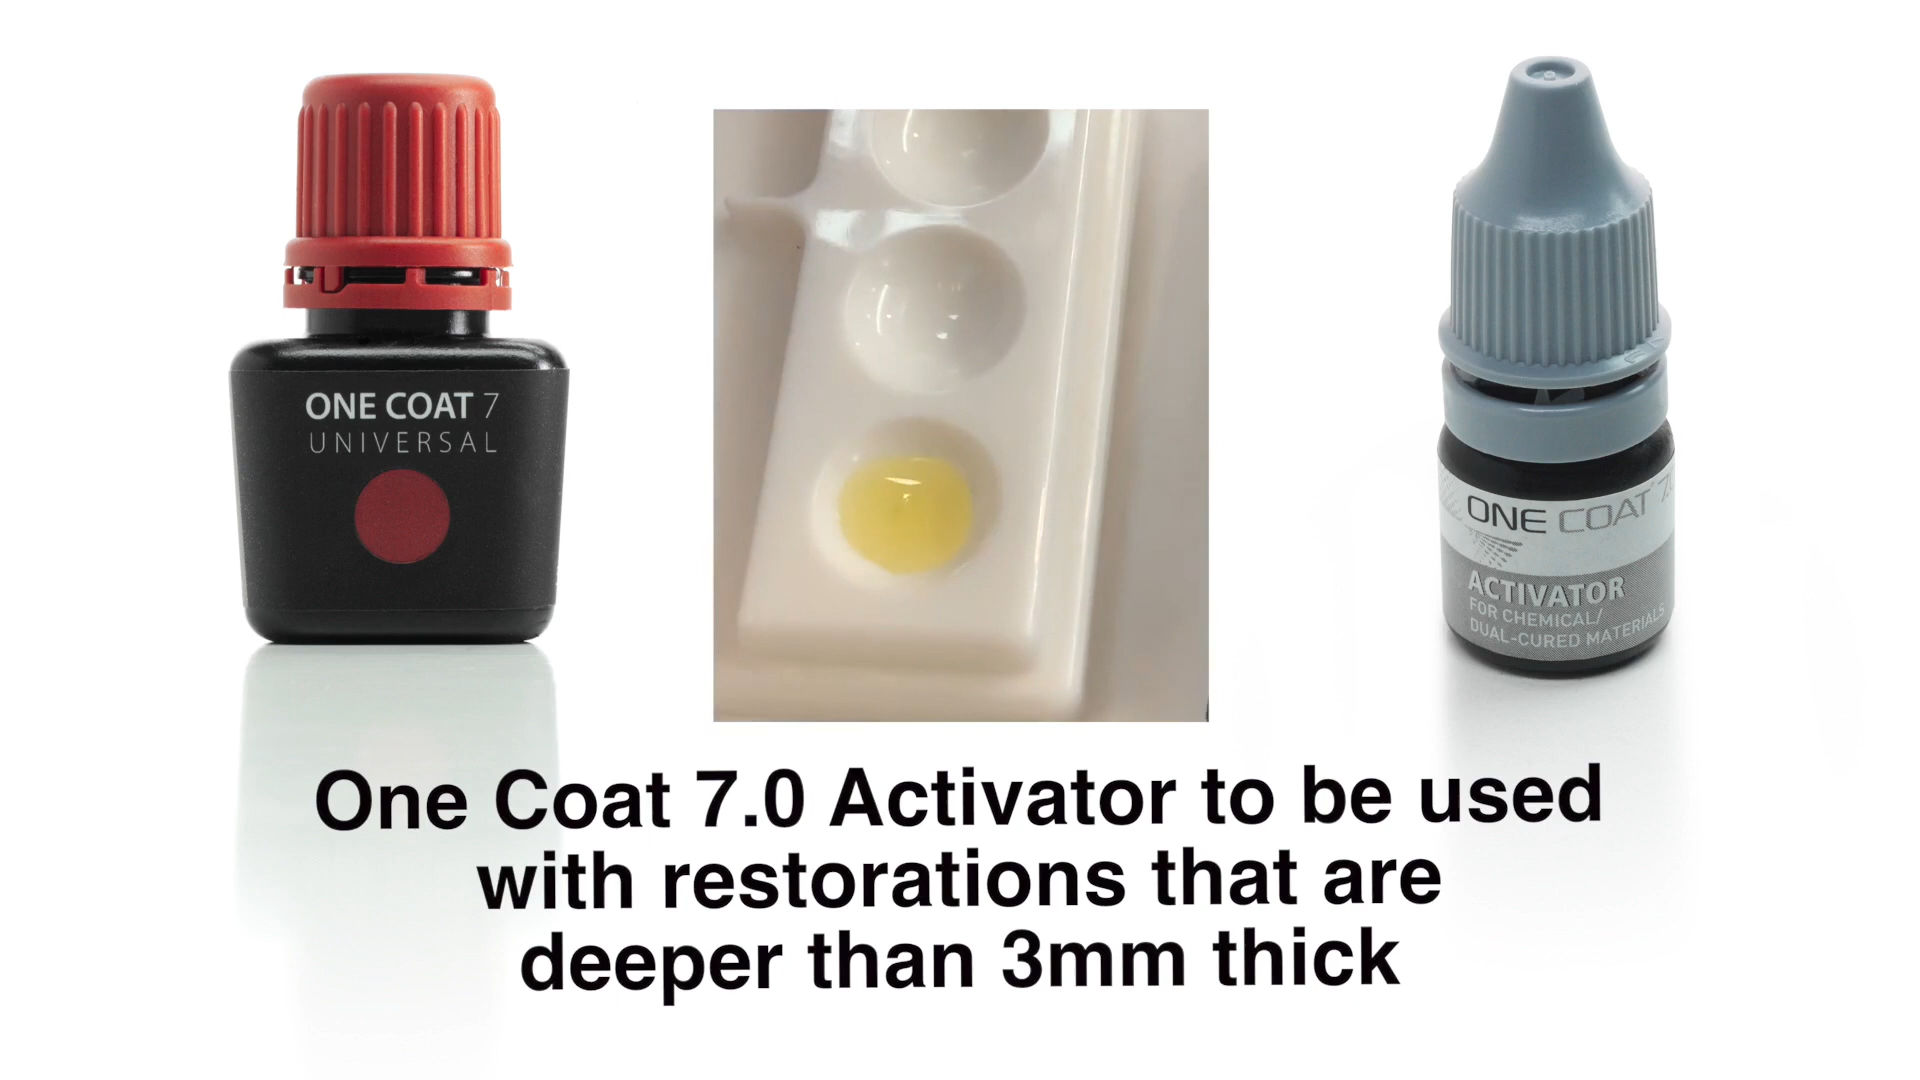 ONE COAT 7
UNIVERSAL
ONE COAT 7.
ACTIVATOR
FOR CHEMICAL/
DUAL-CURED MATERIALS
One Coat 7.0 Activator to be used
with restorations that are
deeper than 3mm thick